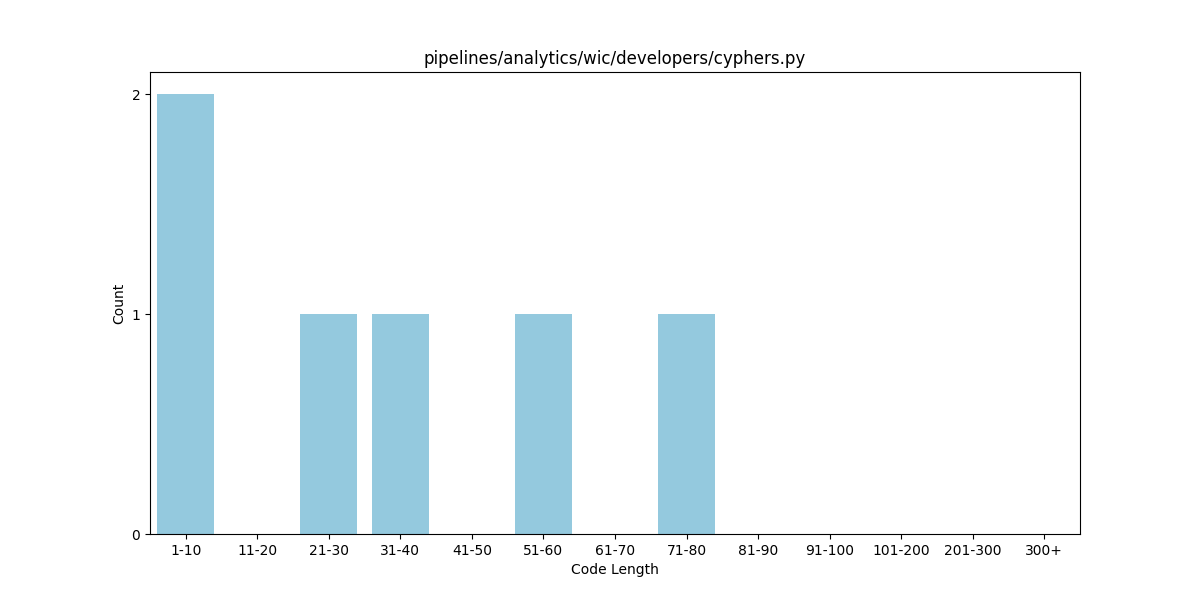 pipelines/analytics/wic/developers/cyphers.py
2
1
0
Count
1-10 11-20 21-30 31-40 41-50 51-60 61-70 71-80 81-90 91-100 101-200 201-300 300+
Code Length